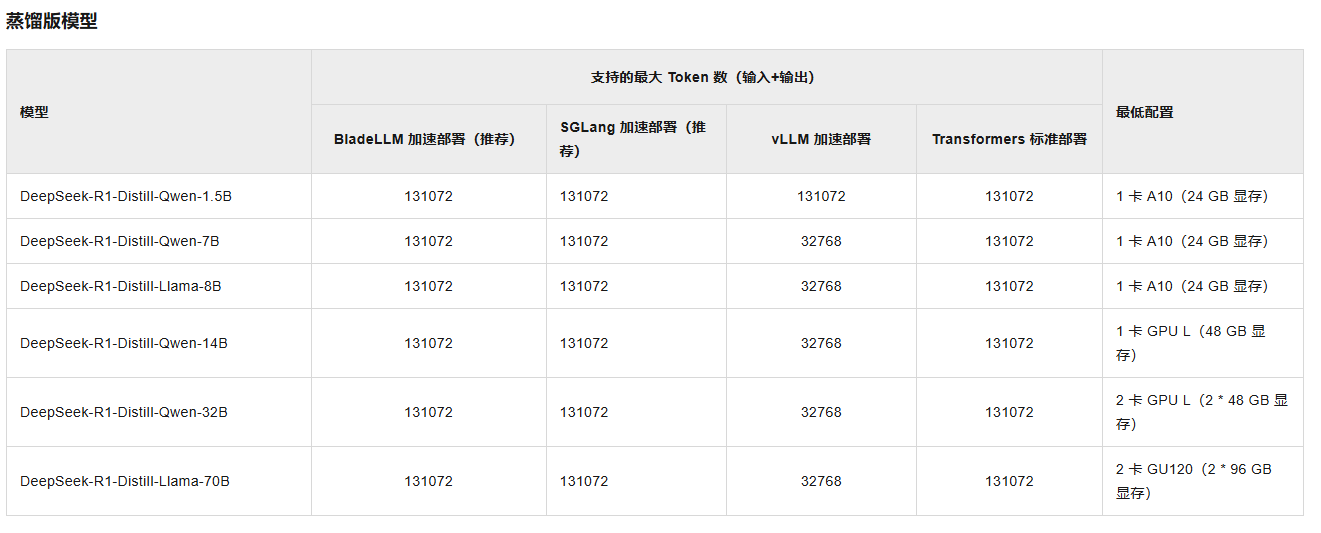 蒸馏版模型
模型
支持的最大 Token 数（输入+输出）
最低配置
BladeLLM 加速部署（推荐）
SGLang 加速部署（推
荐）
vLLM 加速部署
Transformers 标准部署
DeepSeek-R1-Distill-Qwen-1.5B 131072 131072 131072 131072 1 卡 A10（24 GB 显存）
DeepSeek-R1-Distill-Qwen-7B 131072 131072 32768 131072 1 卡 A10（24 GB 显存）
DeepSeek-R1-Distill-Llama-8B 131072 131072 32768 131072 1 卡 A10（24 GB 显存）
DeepSeek-R1-Distill-Qwen-14B 131072 131072 32768 131072 1 卡 GPU L（48 GB 显
存）
DeepSeek-R1-Distill-Qwen-32B 131072 131072 32768 131072 2 卡 GPU L（2 * 48 GB 显
存）
DeepSeek-R1-Distill-Llama-70B 131072 131072 32768 131072 2 卡 GU120（2 * 96 GB
显存）